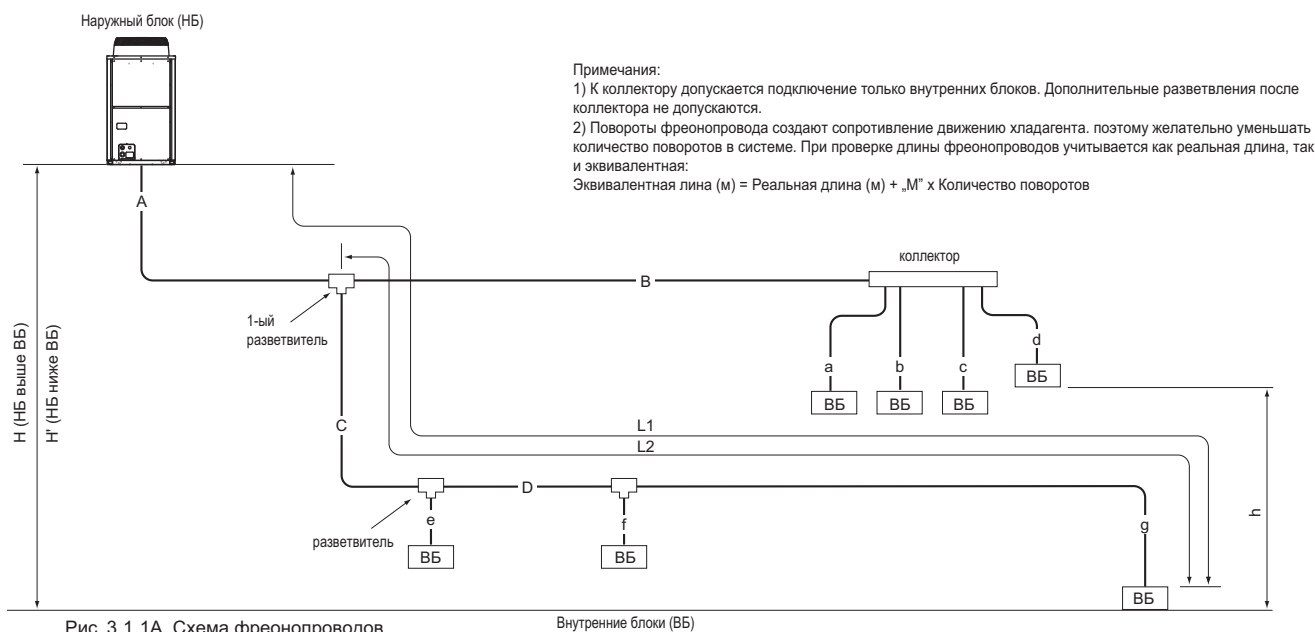 Наружный блок (НБ)
Примечания:
1) К коллектору допускается подключение только внутренних блоков. Дополнительные разветвления после
коллектора не допускаются.
2) Повороты фреонопровода создают сопротивление движению хладагента. поэтому желательно уменьшать
количество поворотов в системе. При проверке длины фреонопроводов учитывается как реальная длина, так
и эквивалентная:
Эквивалентная лина (м) = Реальная длина (м) + „М" х Количество поворотов
A
коллектор
B
1-ый
разветвитель
H (НБ выше ВБ)
H' (НБ ниже ВБ)
a
b
c
d
ВБ
ВБ
ВБ
ВБ
C
L1
L2
D
e
f
g
h
разветвитель
ВБ
ВБ
ВБ
Рис. 3.1.1А. Схема фреонопроводов
Внутренние блоки (ВБ)